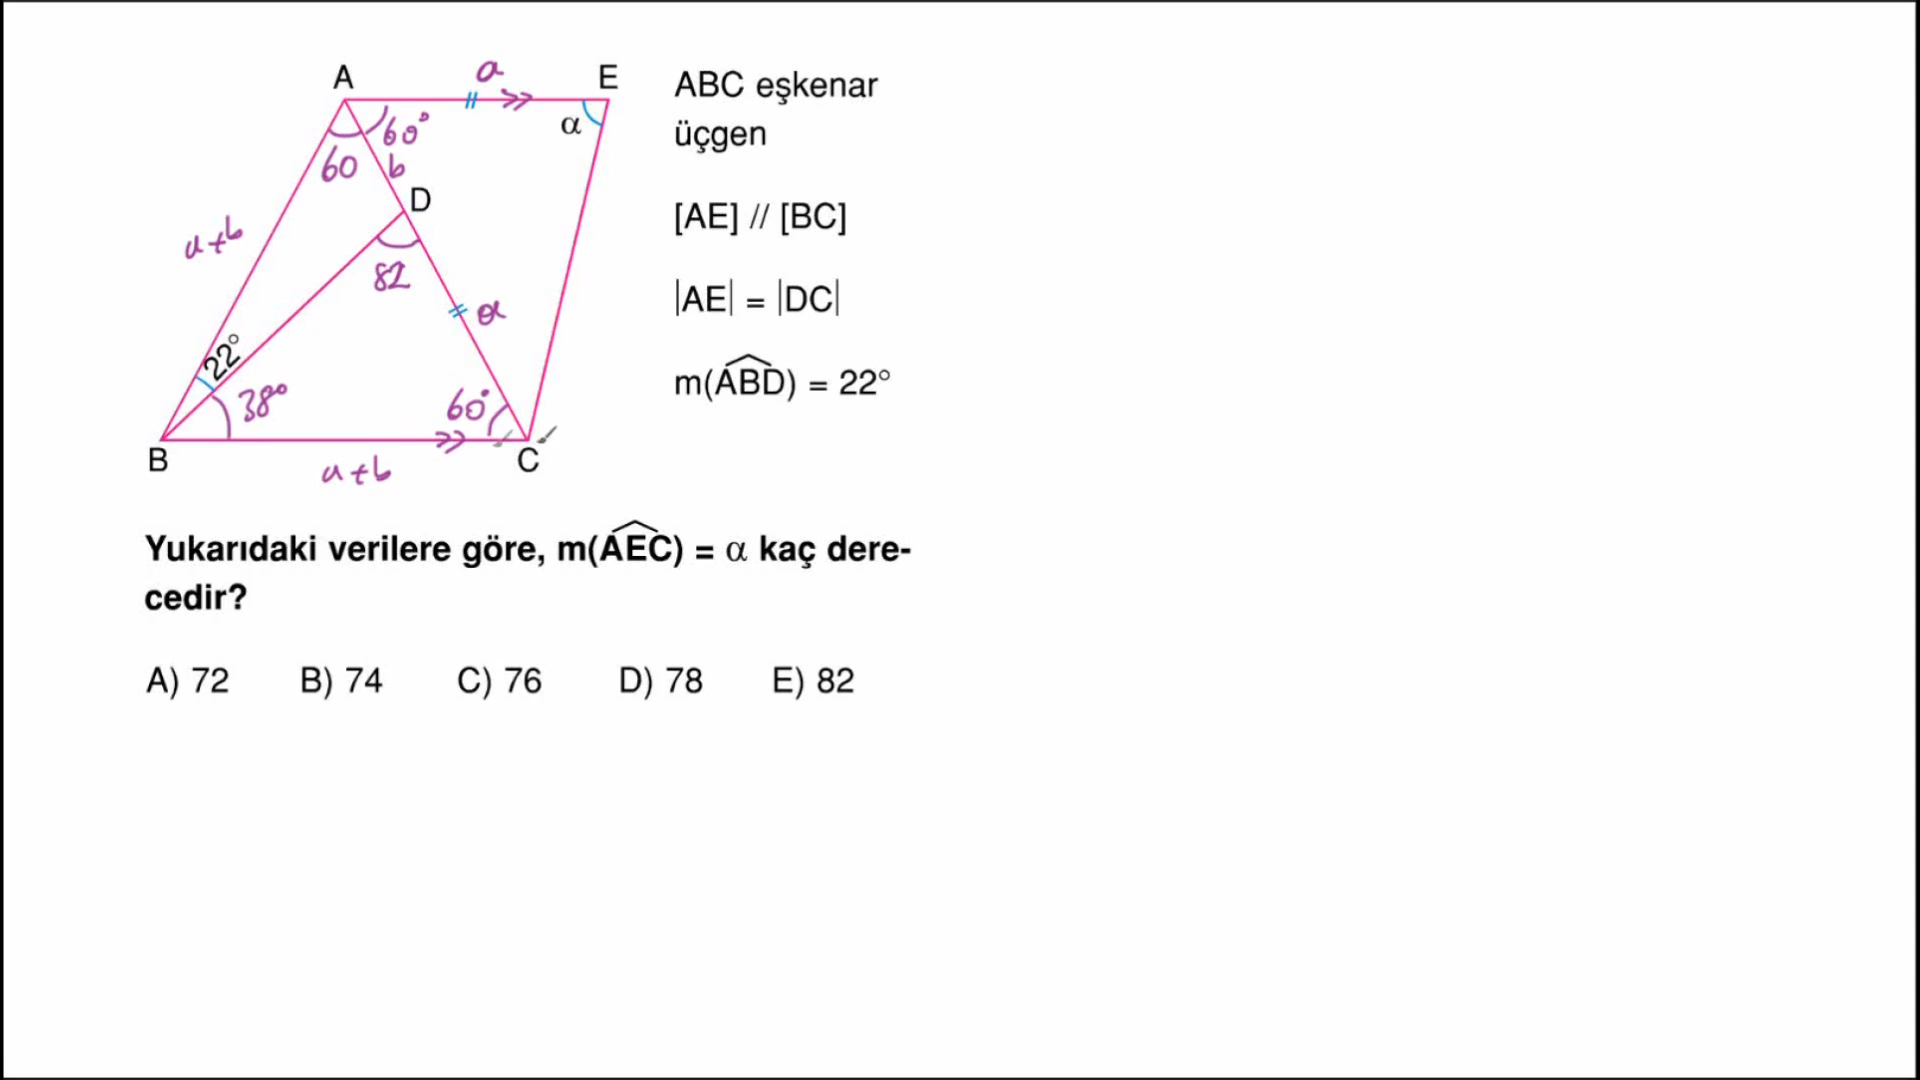 a
A
E
60°
α
60
b
D
a+b
82
a
22°
38°
60°
B
C
a+b
ABC eşkenar
üçgen
[AE] // [BC]
|AE| = |DC|
m(ABD) = 22°
Yukarıdaki verilere göre, m(AEC) = α kaç dere-
cedir?
A) 72 B) 74 C) 76 D) 78 E) 82